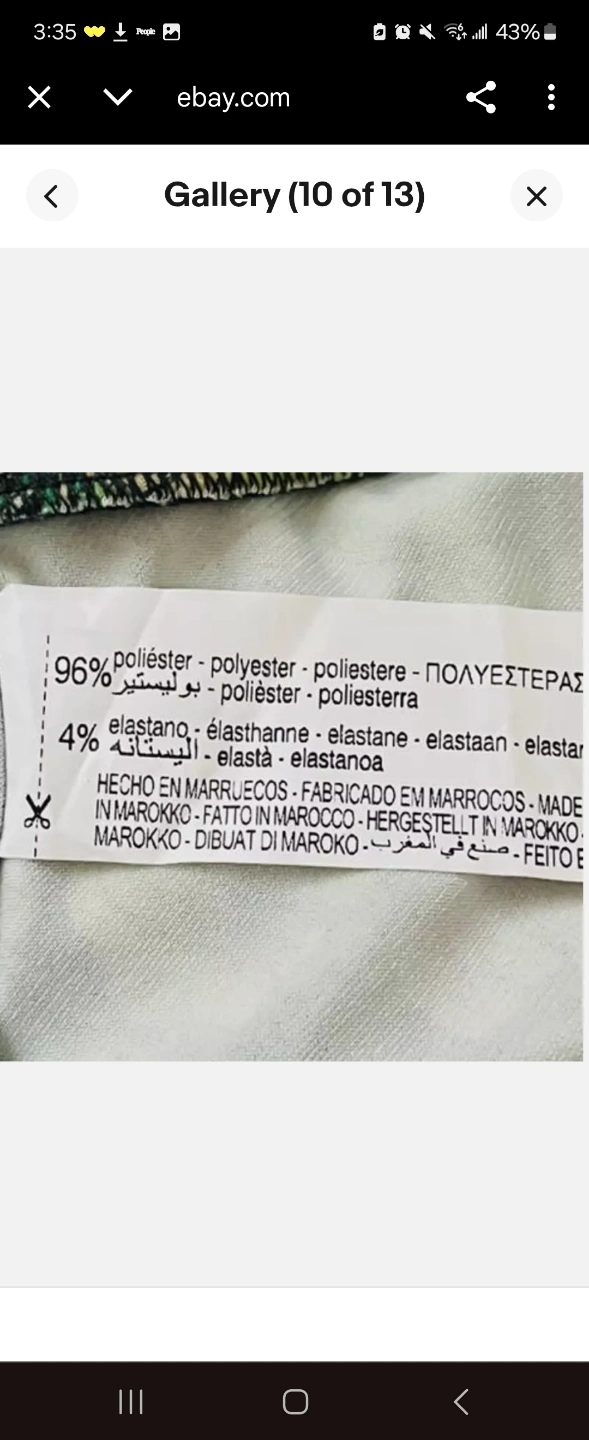 3:35 People 43%
ebay.com
Gallery (10 of 13)
96% poliéster - polyester - poliestere - ΠΟΛΥΕΣΤΕΡΑΣ
بوليستير - polièster - poliesterra
4% elastano - élasthanne - elastane - elastaan - elastan
اليستانه - elastà - elastanoa
HECHO EN MARRUECOS - FABRICADO EM MARROCOS - MADE
IN MAROKKO - FATTO IN MAROCCO - HERGESTELLT IN MAROKKO -
MAROKKO - DIBUAT DI MAROKO - صنع في المغرب - FEITO E